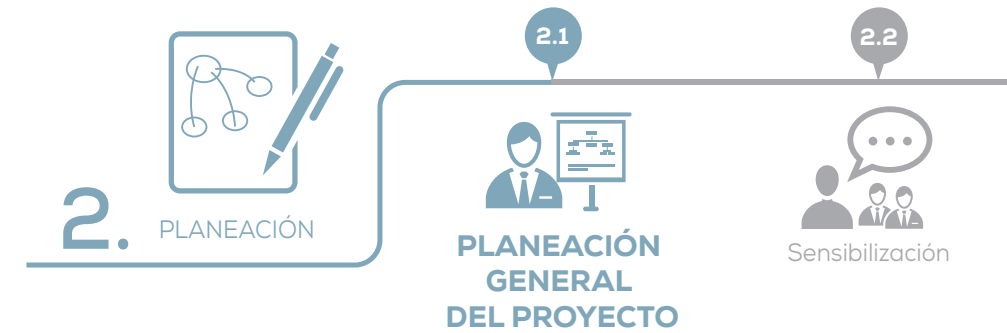 2. PLANEACIÓN
2.1
PLANEACIÓN
GENERAL
DEL PROYECTO
2.2
Sensibilización